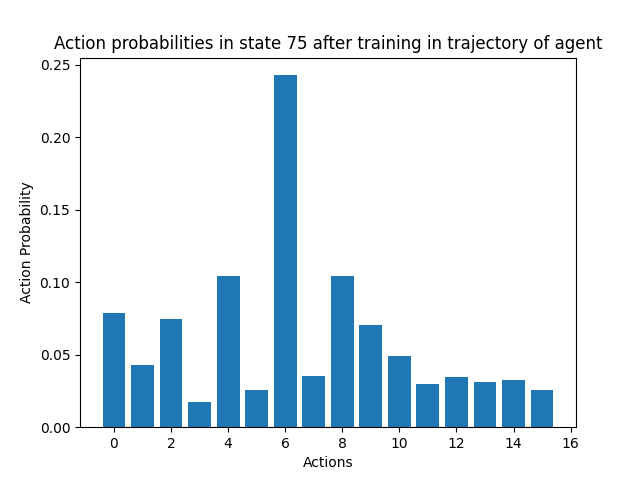 Action probabilities in state 75 after training in trajectory of agent
0.25
0.20
0.15
0.10
0.05
0.00
Action Probability
0 2 4 6 8 10 12 14 16
Actions